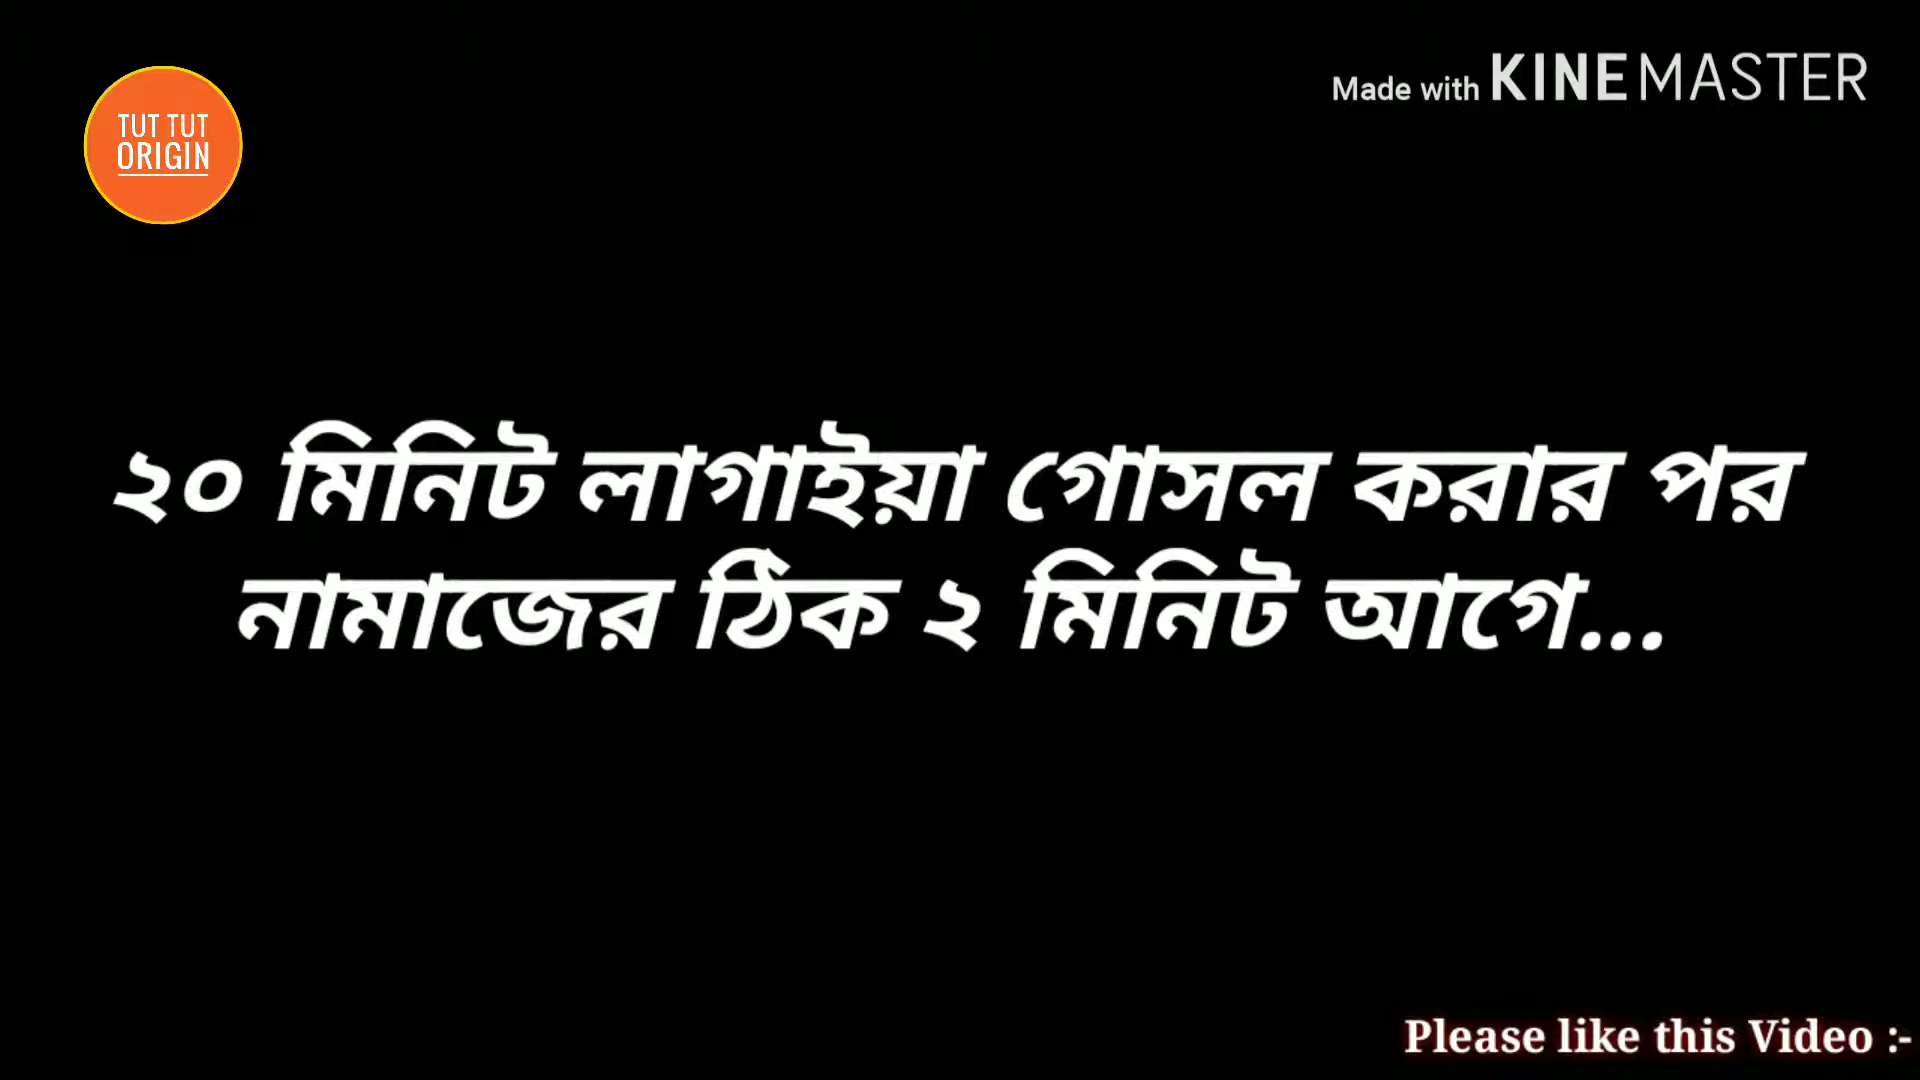 TUT TUT
ORIGIN
Made with KINEMASTER
২০ মিনিট লাগাইয়া গোসল করার পর
নামাজের ঠিক ২ মিনিট আগে...
Please like this Video :-